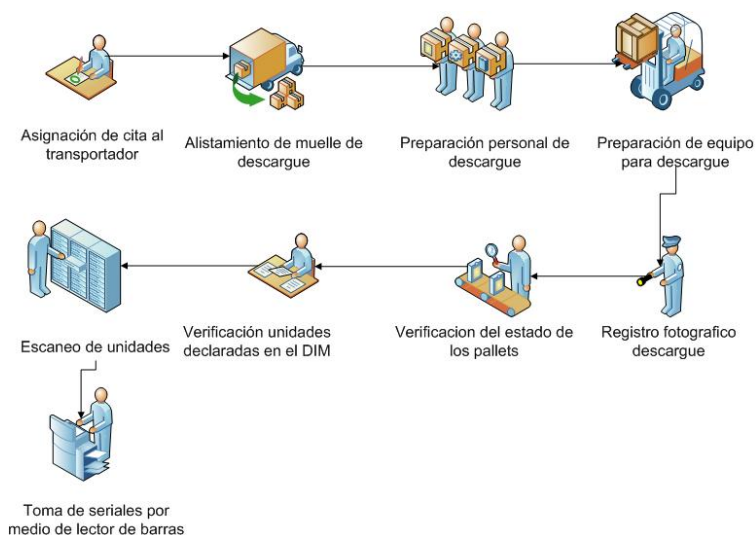 Asignación de cita al
transportador
Alistamiento de muelle de
descargue
Preparación personal de
descargue
Preparación de equipo
para descargue
Registro fotografico
descargue
Verificacion del estado de
los pallets
Verificación unidades
declaradas en el DIM
Escaneo de unidades
Toma de seriales por
medio de lector de barras